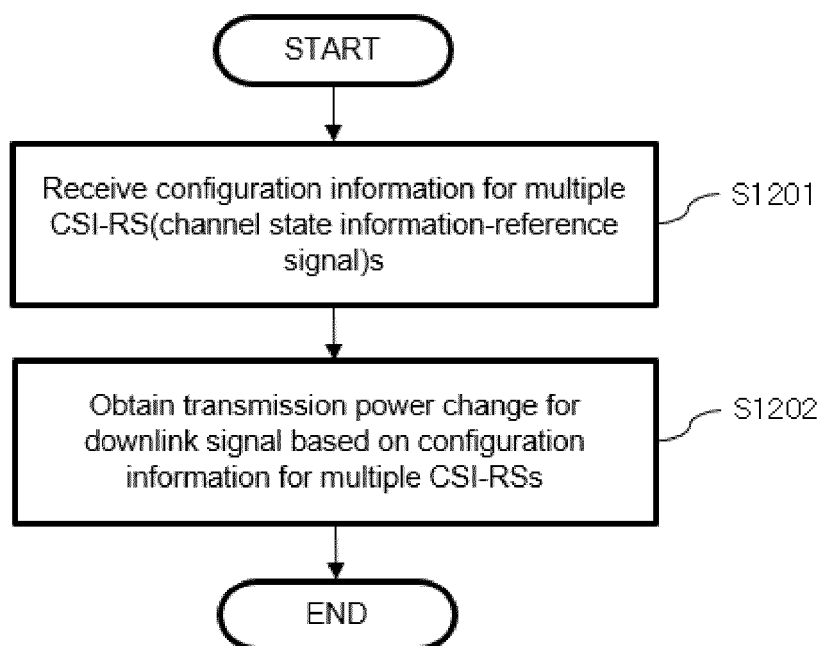 START
Receive configuration information for multiple
CSI-RS(channel state information-reference
signal)s
S1201
Obtain transmission power change for
downlink signal based on configuration
information for multiple CSI-RSs
S1202
END